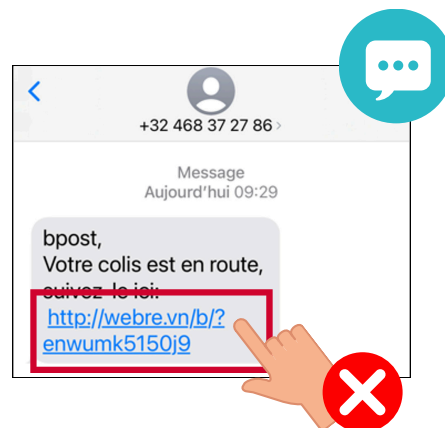 +32 468 37 27 86
Message
Aujourd'hui 09:29
bpost,
Votre colis est en route,
suivez-le ici:
http://webre.vn/b/?
enwumk5150j9